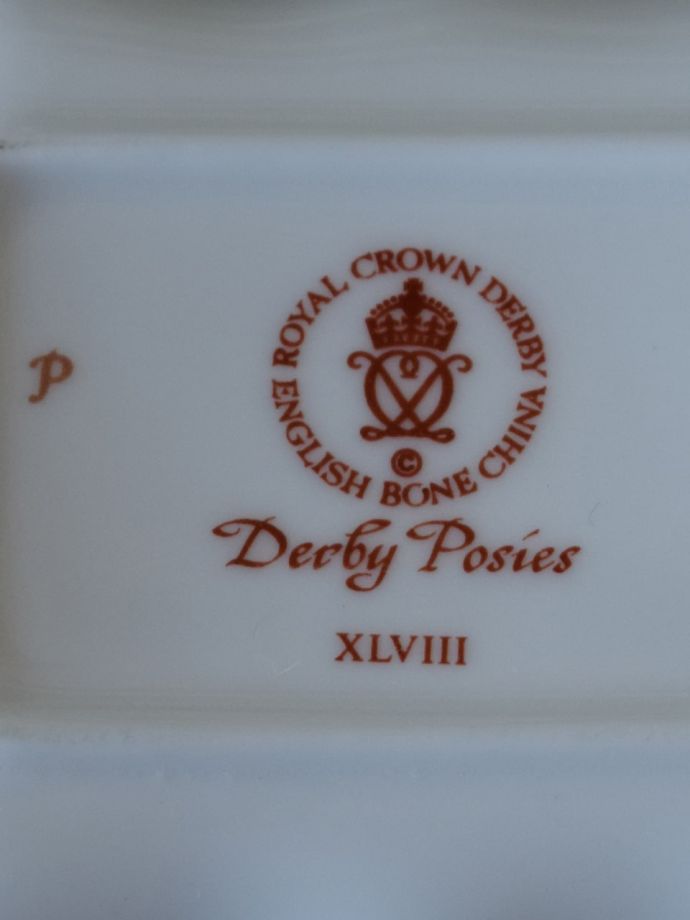 ROYAL CROWN DERBY
ENGLISH BONE CHINA
©
P
Derby Posies
XLVIII